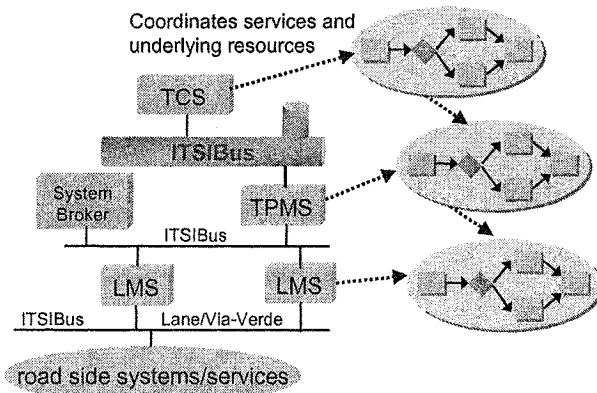 Coordinates services and
underlying resources
TCS
ITSIBus
System
Broker
TPMS
ITSIBus
LMS
LMS
ITSIBus
Lane/Via-Verde
road side systems/services